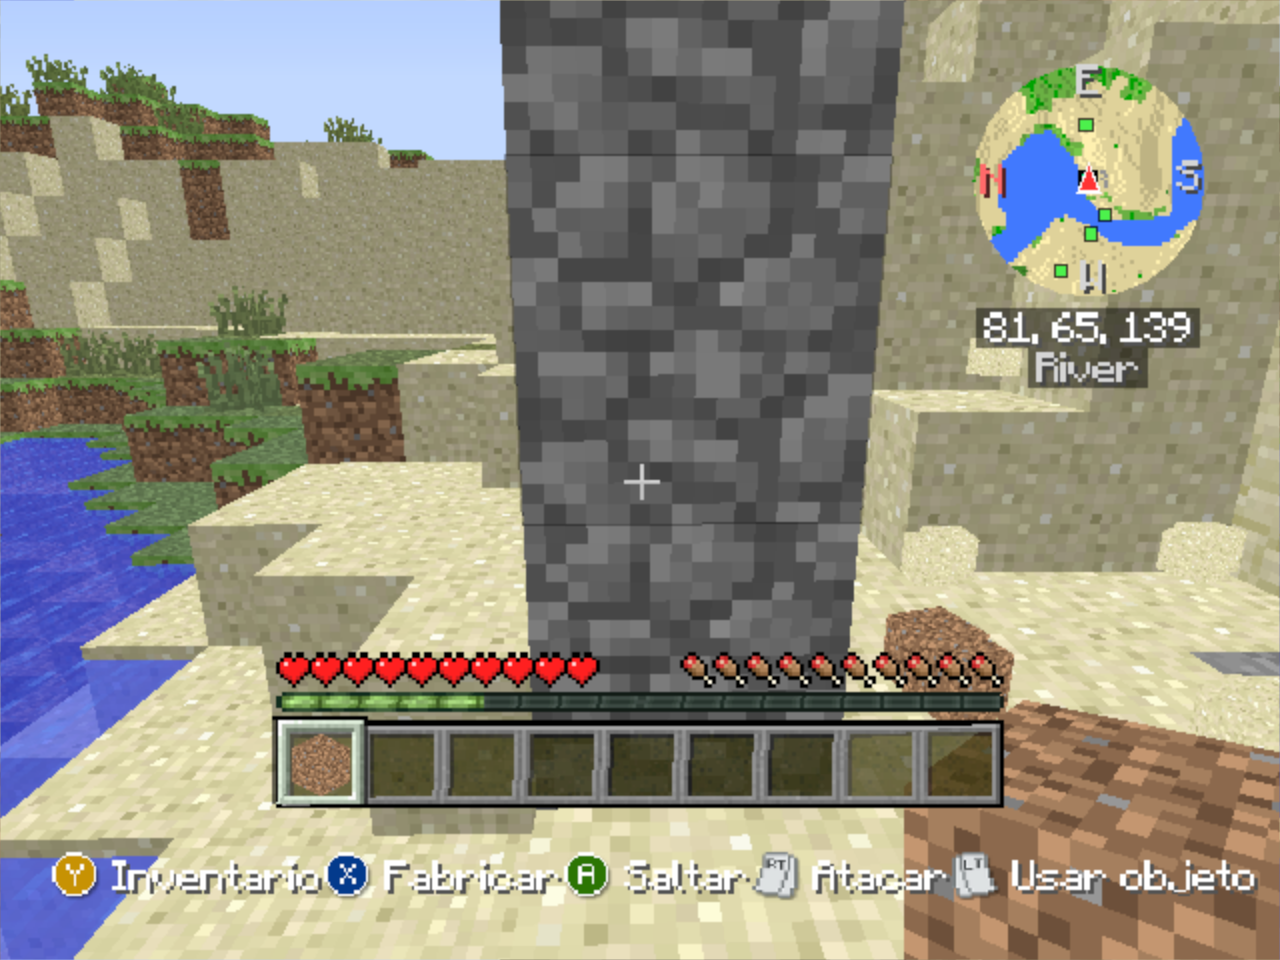 E
N
S
81, 65, 139
River
Y Inventario X Fabricar A Saltar RT Atacar LT Usar objeto